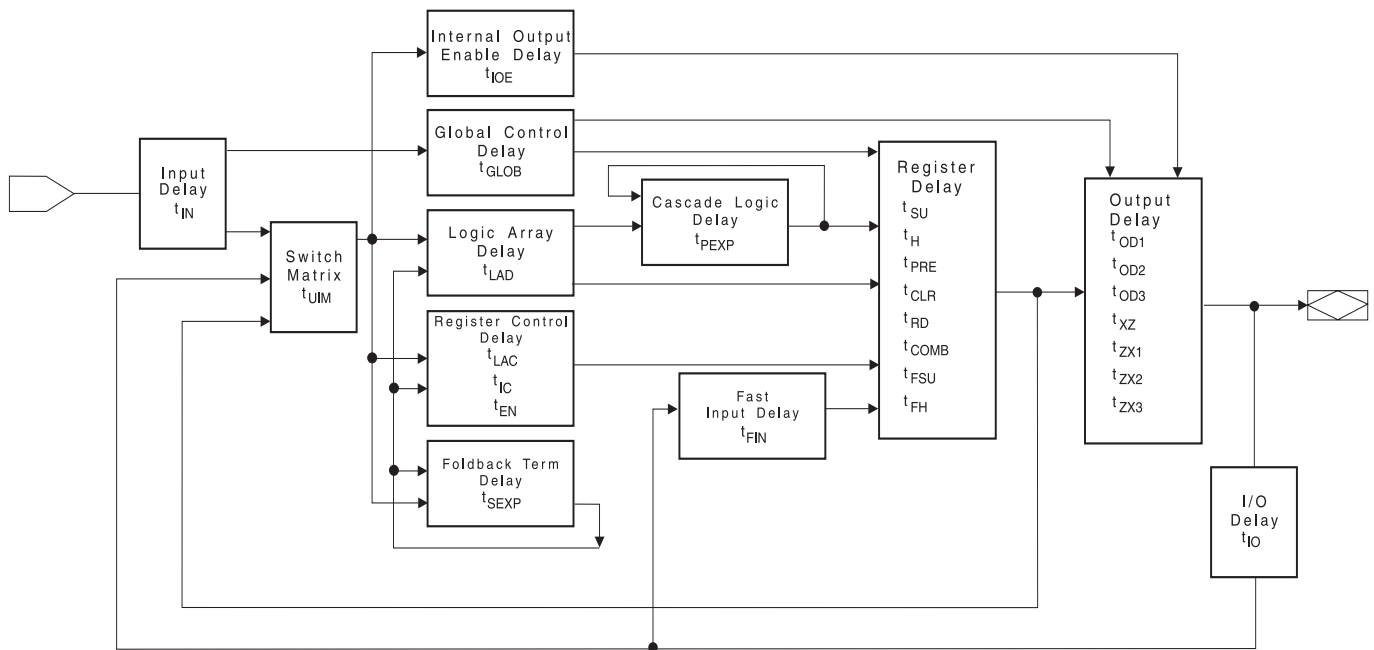 Internal Output
Enable Delay
tIOE
Global Control
Delay
tGLOB
Input
Delay
tIN
Switch
Matrix
tUIM
Logic Array
Delay
tLAD
Cascade Logic
Delay
tPEXP
Register Control
Delay
tLAC
tIC
tEN
Foldback Term
Delay
tSEXP
Fast
Input Delay
tFIN
Register
Delay
tSU
tH
tPRE
tCLR
tRD
tCOMB
tFSU
tFH
Output
Delay
tOD1
tOD2
tOD3
tXZ
tZX1
tZX2
tZX3
I/O
Delay
tIO